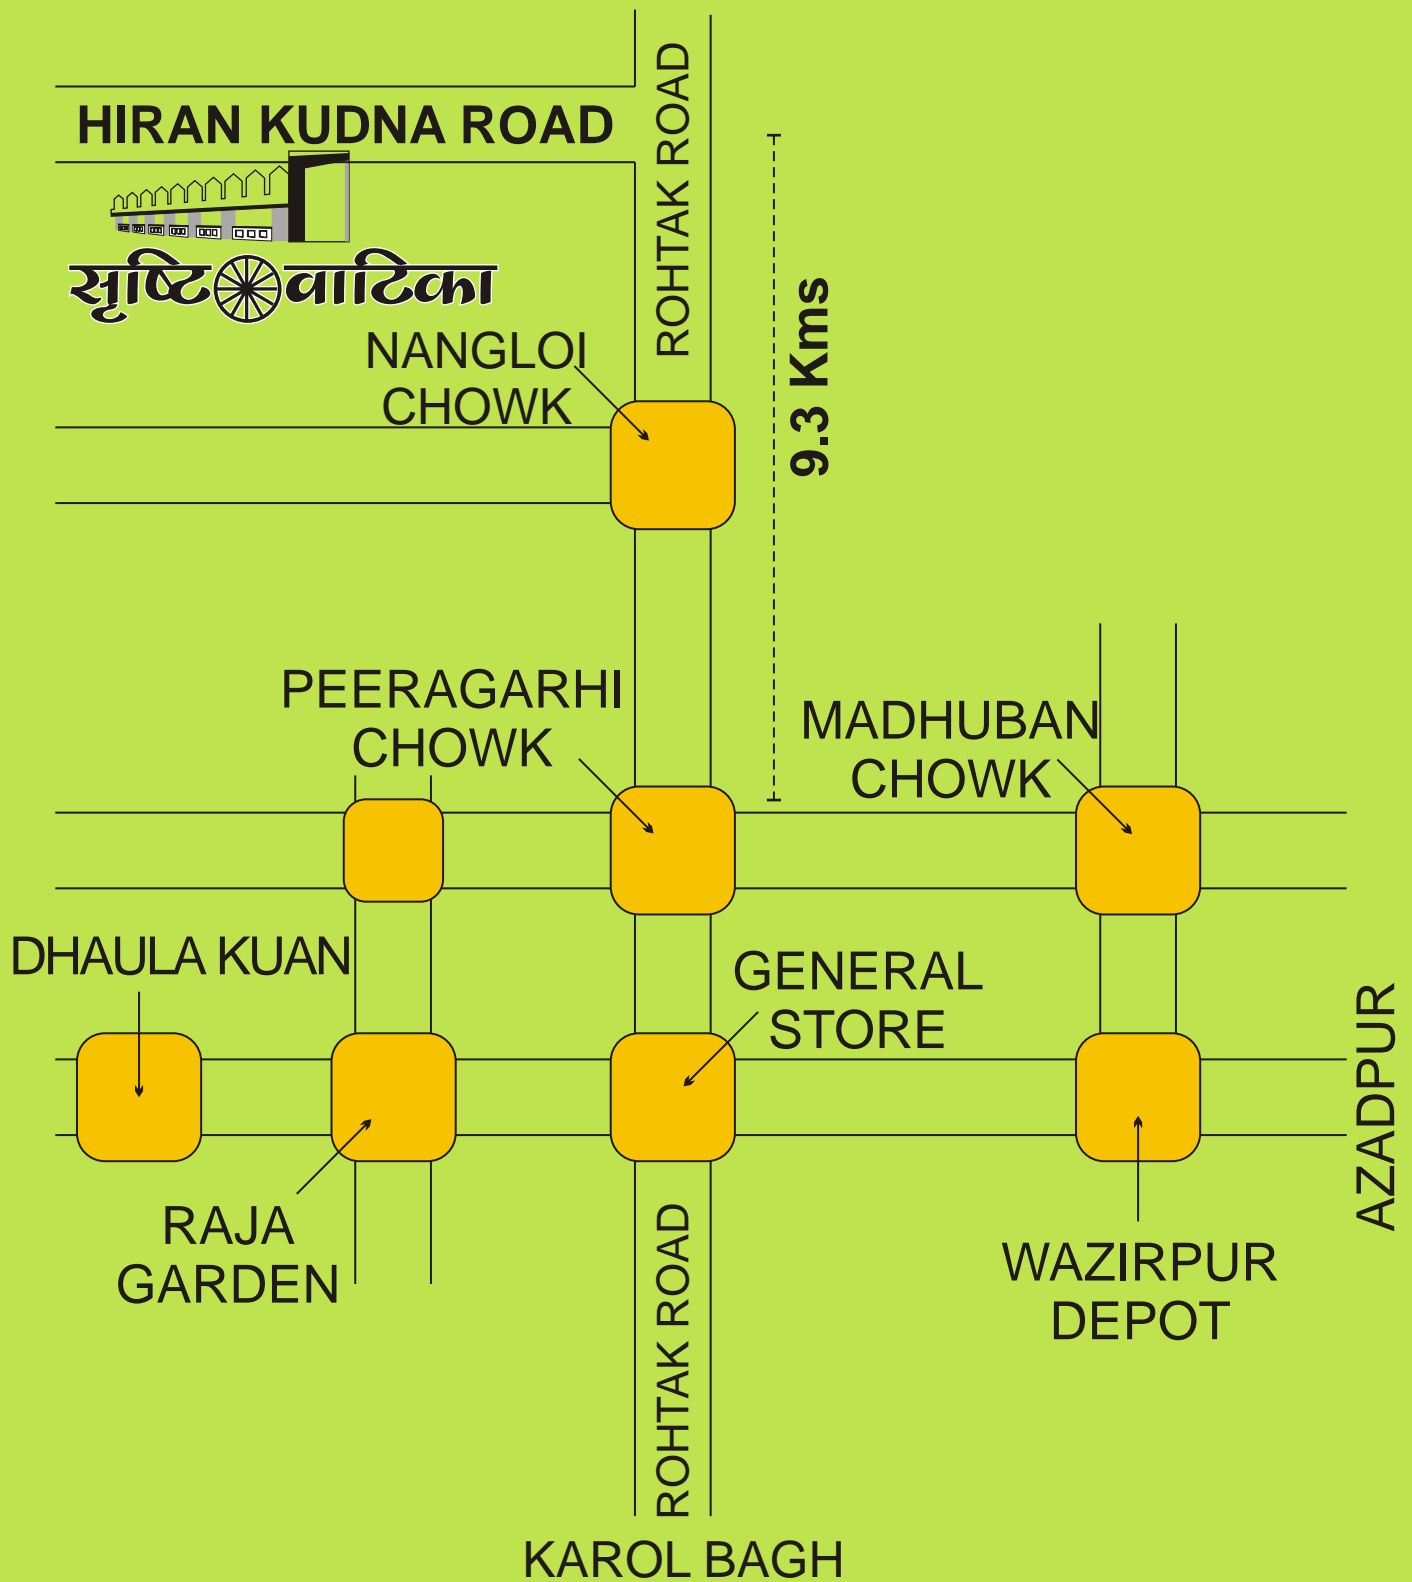 HIRAN KUDNA ROAD
ROHTAK ROAD
सृष्टि वाटिका
9.3 Kms
NANGLOI
CHOWK
PEERAGARHI
CHOWK
MADHUBAN
CHOWK
DHAULA KUAN
GENERAL
STORE
AZADPUR
RAJA
GARDEN
WAZIRPUR
DEPOT
ROHTAK ROAD
KAROL BAGH